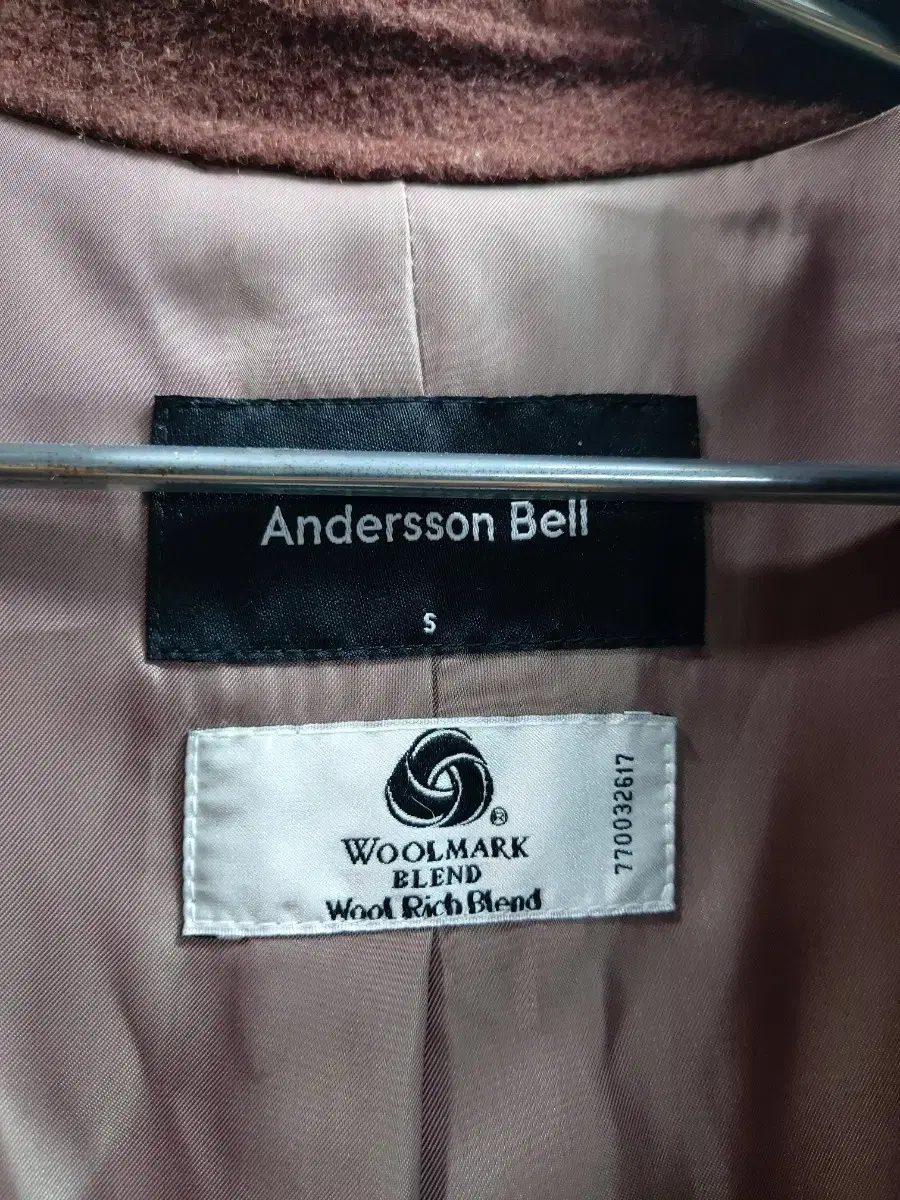 Andersson Bell
S
®
WOOLMARK
BLEND
Wool Rich Blend
770032617